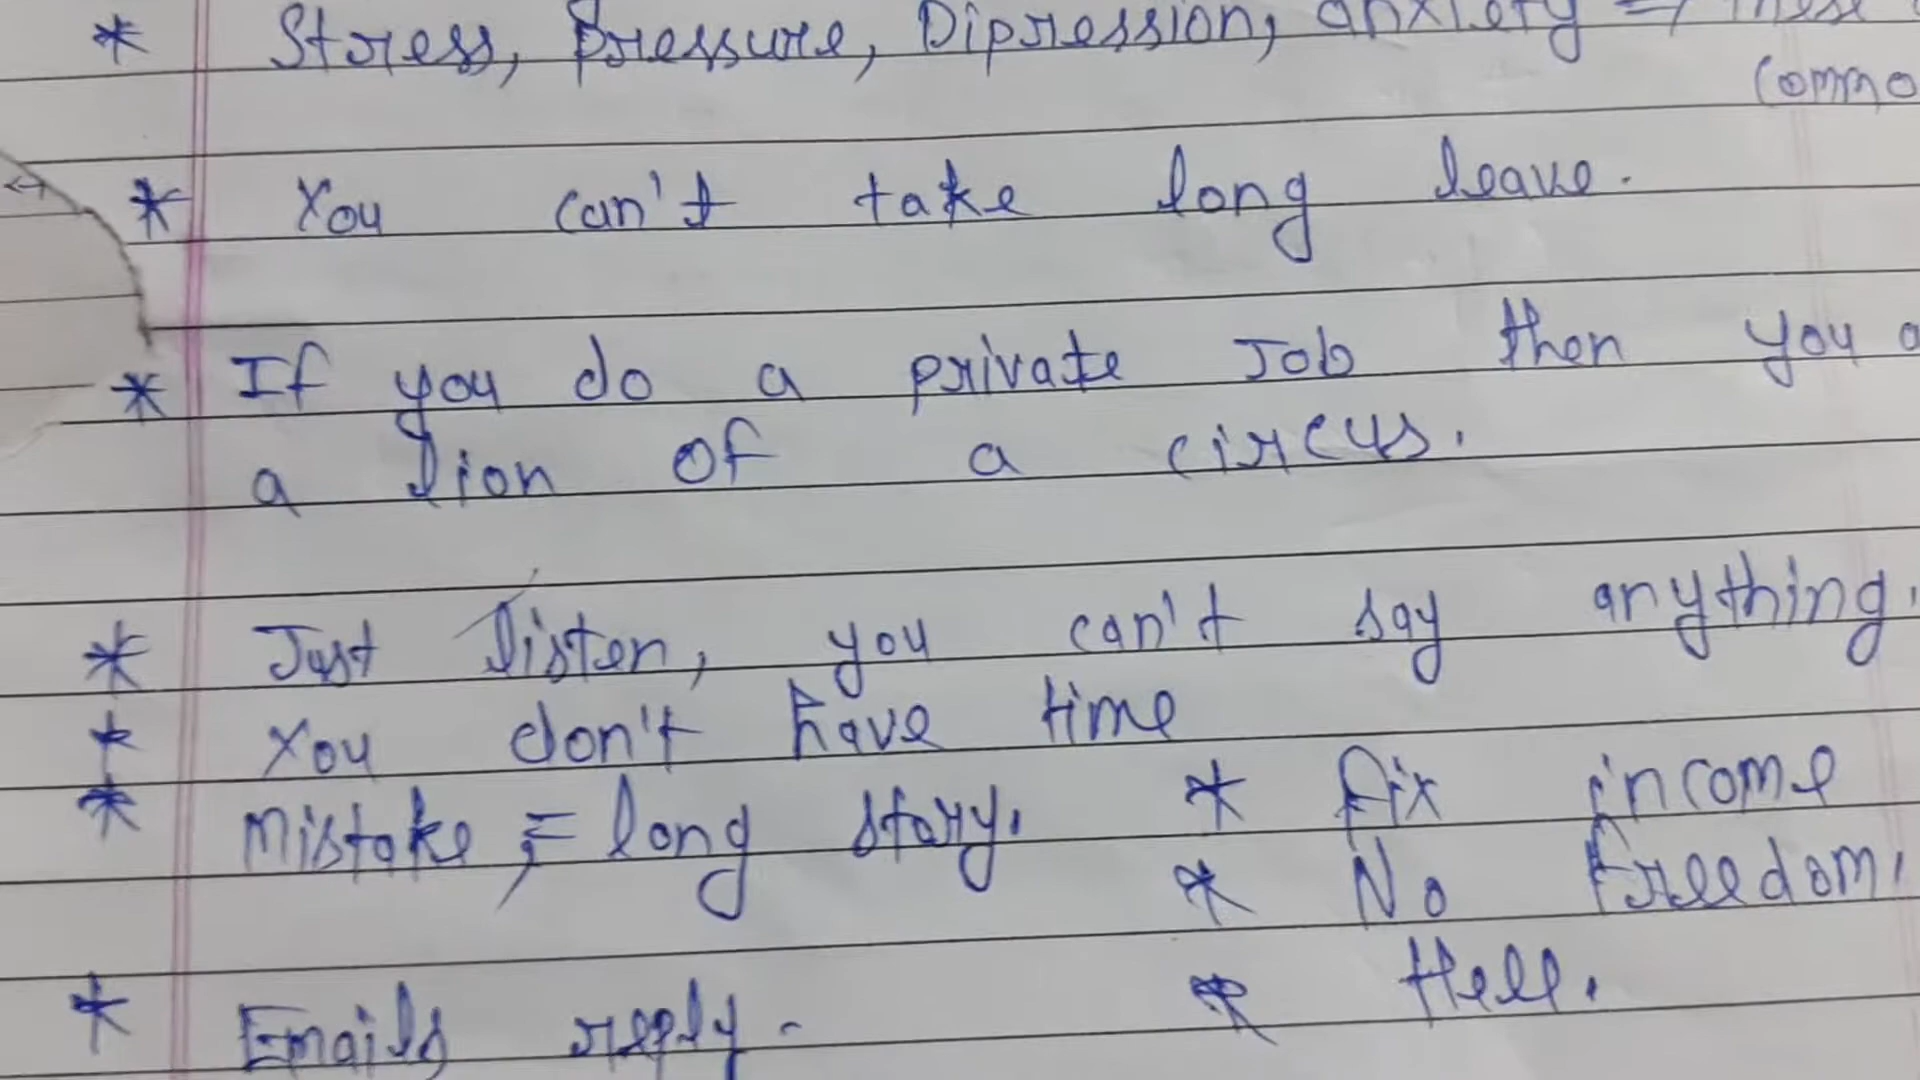 * Stress, Pressure, Dipression, anxiety => These
Commo
* You can't take long leave.
* If you do a private Job then you
a lion of a circus.
* Just listen, you can't say anything.
* You don't have time
* Mistake = long story. * Fix income
* No Freedom.
* Emails reply. * Hell.